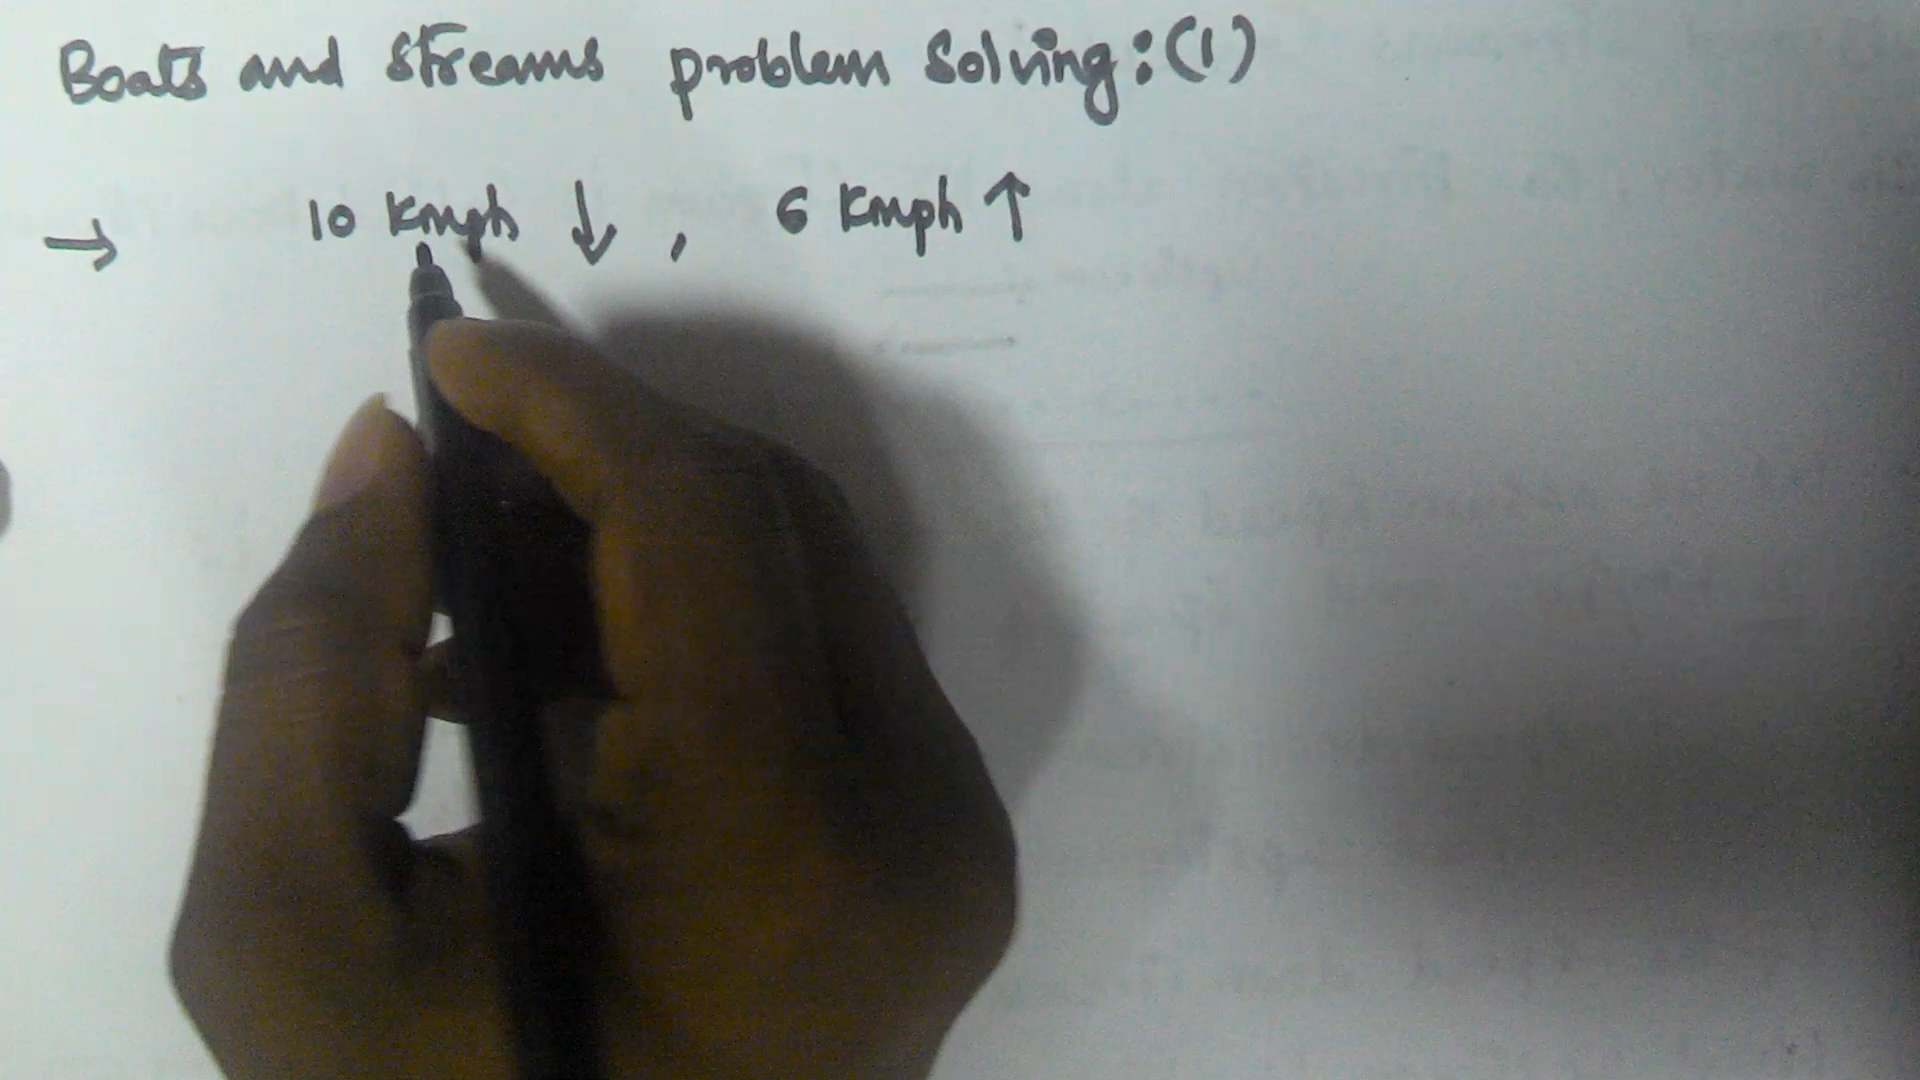 Boats and Streams problem Solving: (1)
→ 10 Kmph ↓ , 6 Kmph ↑